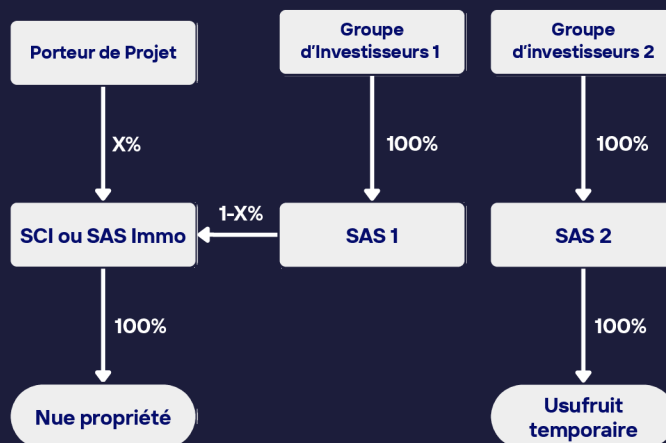 Porteur de Projet
Groupe
d'Investisseurs 1
Groupe
d'investisseurs 2
X%
100%
100%
SCI ou SAS Immo
1-X%
SAS 1
SAS 2
100%
100%
Nue propriété
Usufruit
temporaire